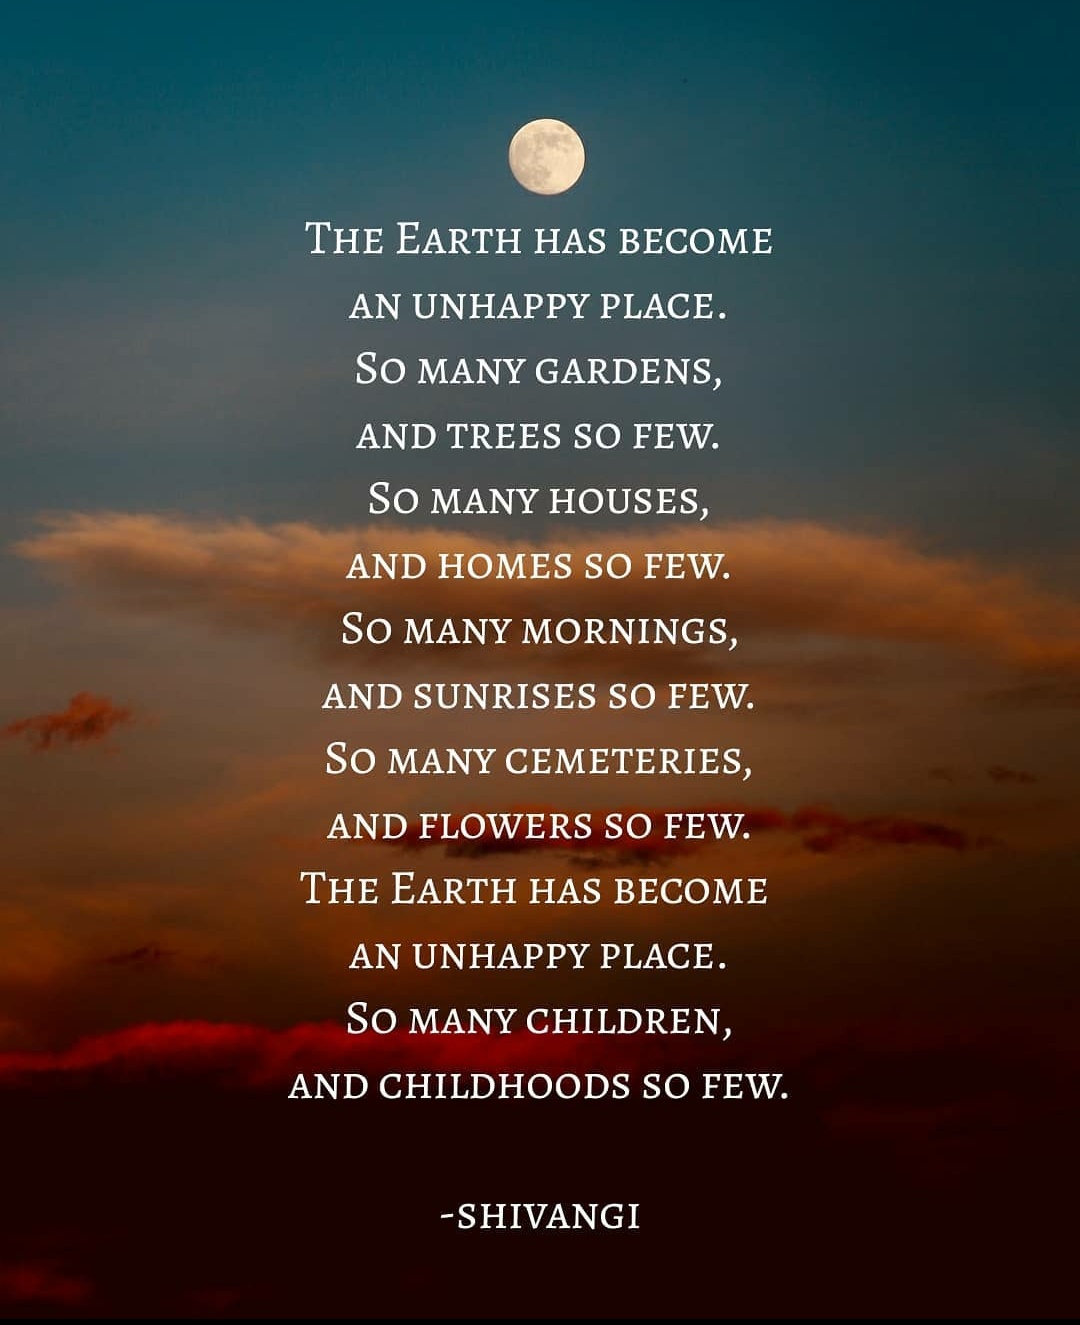 The Earth has become
an unhappy place.
So many gardens,
and trees so few.
So many houses,
and homes so few.
So many mornings,
and sunrises so few.
So many cemeteries,
and flowers so few.
The Earth has become
an unhappy place.
So many children,
and childhoods so few.
-shivangi